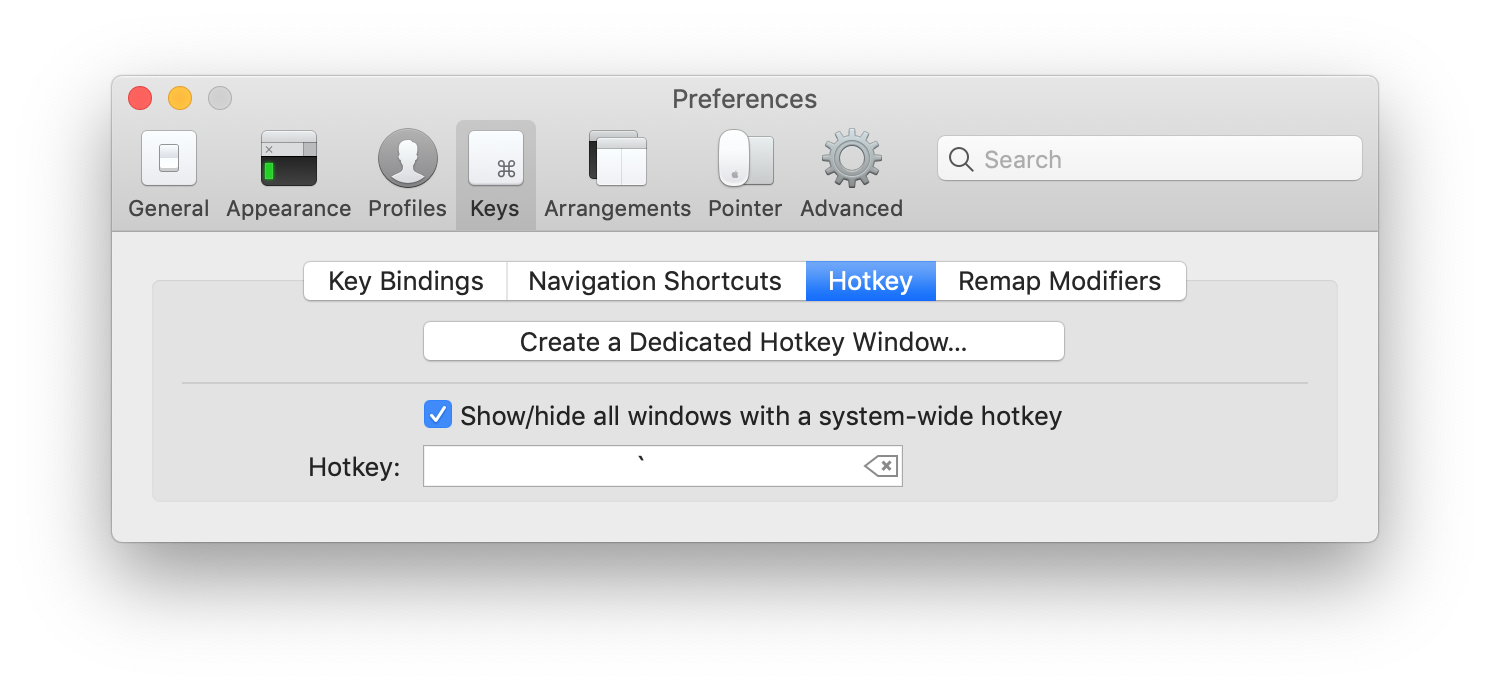 Preferences
Search
General Appearance Profiles Keys Arrangements Pointer Advanced
Key Bindings Navigation Shortcuts Hotkey Remap Modifiers
Create a Dedicated Hotkey Window...
Show/hide all windows with a system-wide hotkey
Hotkey: `